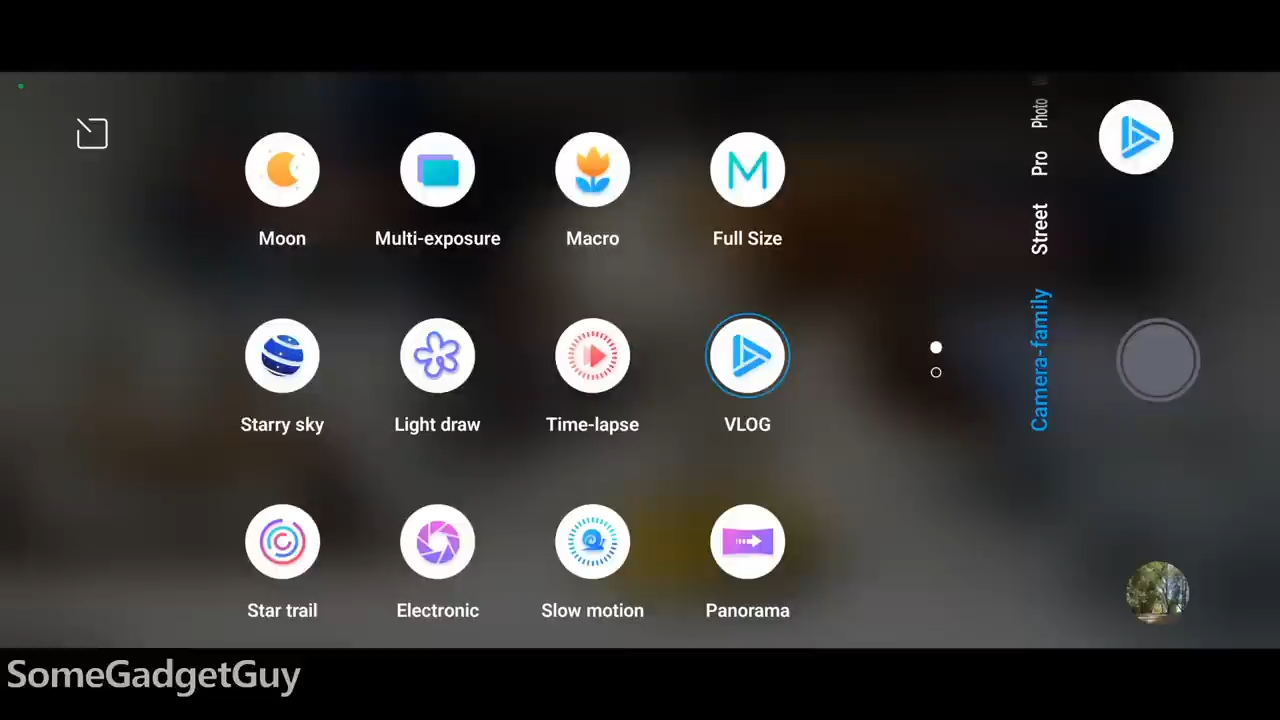 Moon
Multi-exposure
Macro
Full Size
Starry sky
Light draw
Time-lapse
VLOG
Star trail
Electronic
Slow motion
Panorama
Photo
Pro
Street
Camera-family
SomeGadgetGuy